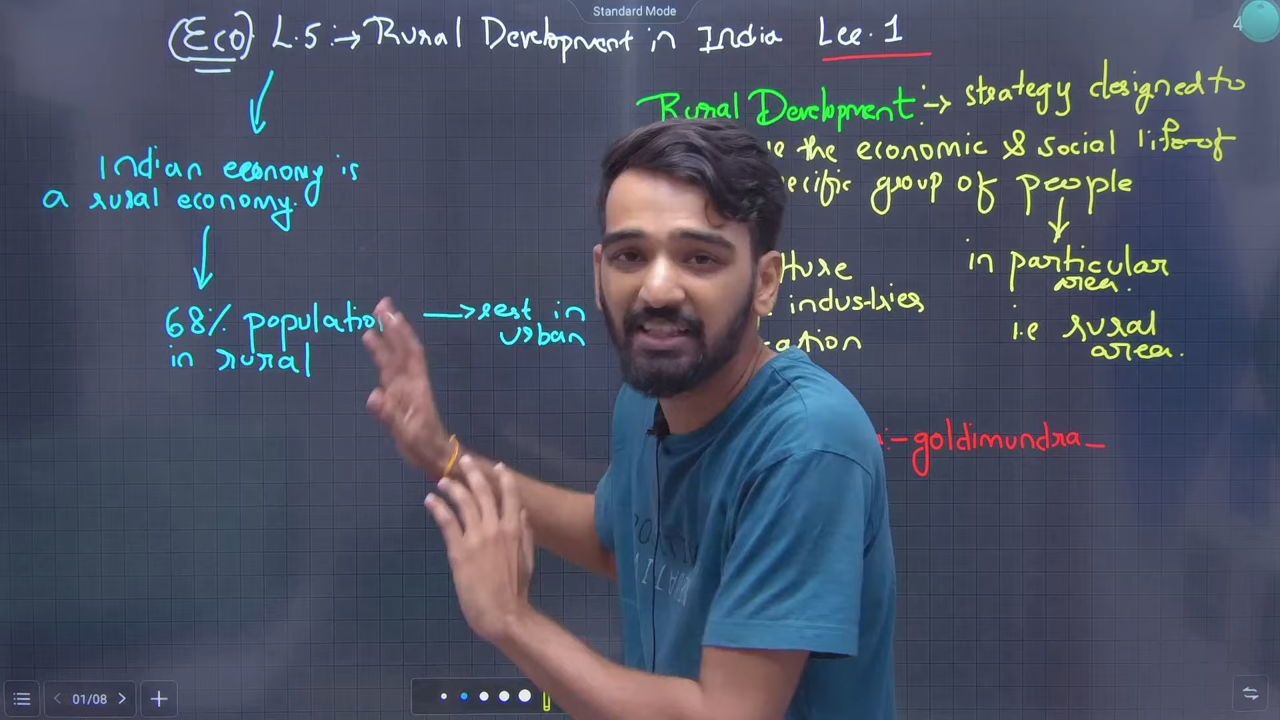 Standard Mode
(Eco) L.5 :→ Rural Development in India Lec. 1
Indian economy is
a rural economy.
68% population → rest in
urban
in rural
Rural Development :→ strategy designed to
the economic & social life of
group of people
in particular
area.
i.e rural
area.
industries
:- goldimundra
01/08